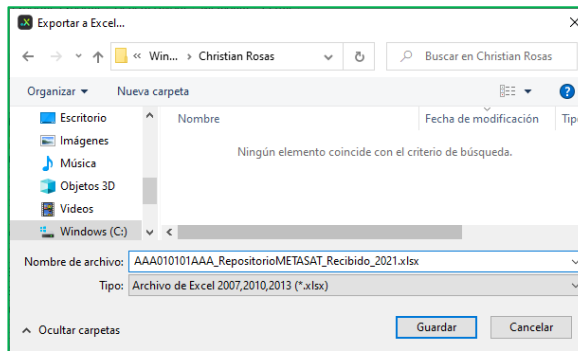 Exportar a Excel...
« Win... › Christian Rosas
Buscar en Christian Rosas
Organizar
Nueva carpeta
Escritorio
Imágenes
Música
Objetos 3D
Videos
Windows (C:)
Nombre
Fecha de modificación
Tipo
Ningún elemento coincide con el criterio de búsqueda.
Nombre de archivo: AAA010101AAA_RepositorioMETASAT_Recibido_2021.xlsx
Tipo: Archivo de Excel 2007,2010,2013 (*.xlsx)
Ocultar carpetas
Guardar
Cancelar